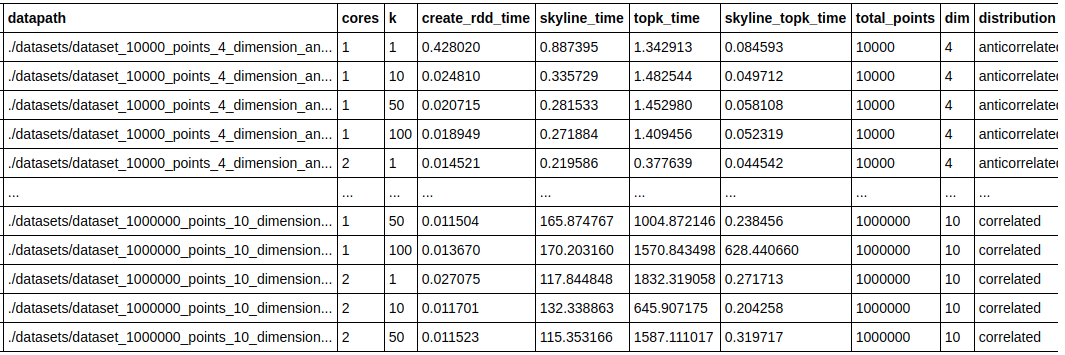 datapath cores k create_rdd_time skyline_time topk_time skyline_topk_time total_points dim distribution
./datasets/dataset_10000_points_4_dimension_an... 1 1 0.428020 0.887395 1.342913 0.084593 10000 4 anticorrelated
./datasets/dataset_10000_points_4_dimension_an... 1 10 0.024810 0.335729 1.482544 0.049712 10000 4 anticorrelated
./datasets/dataset_10000_points_4_dimension_an... 1 50 0.020715 0.281533 1.452980 0.058108 10000 4 anticorrelated
./datasets/dataset_10000_points_4_dimension_an... 1 100 0.018949 0.271884 1.409456 0.052319 10000 4 anticorrelated
./datasets/dataset_10000_points_4_dimension_an... 2 1 0.014521 0.219586 0.377639 0.044542 10000 4 anticorrelated
... ... ... ... ... ... ... ... ... ...
./datasets/dataset_1000000_points_10_dimension... 1 50 0.011504 165.874767 1004.872146 0.238456 1000000 10 correlated
./datasets/dataset_1000000_points_10_dimension... 1 100 0.013670 170.203160 1570.843498 628.440660 1000000 10 correlated
./datasets/dataset_1000000_points_10_dimension... 2 1 0.027075 117.844848 1832.319058 0.271713 1000000 10 correlated
./datasets/dataset_1000000_points_10_dimension... 2 10 0.011701 132.338863 645.907175 0.204258 1000000 10 correlated
./datasets/dataset_1000000_points_10_dimension... 2 50 0.011523 115.353166 1587.111017 0.319717 1000000 10 correlated